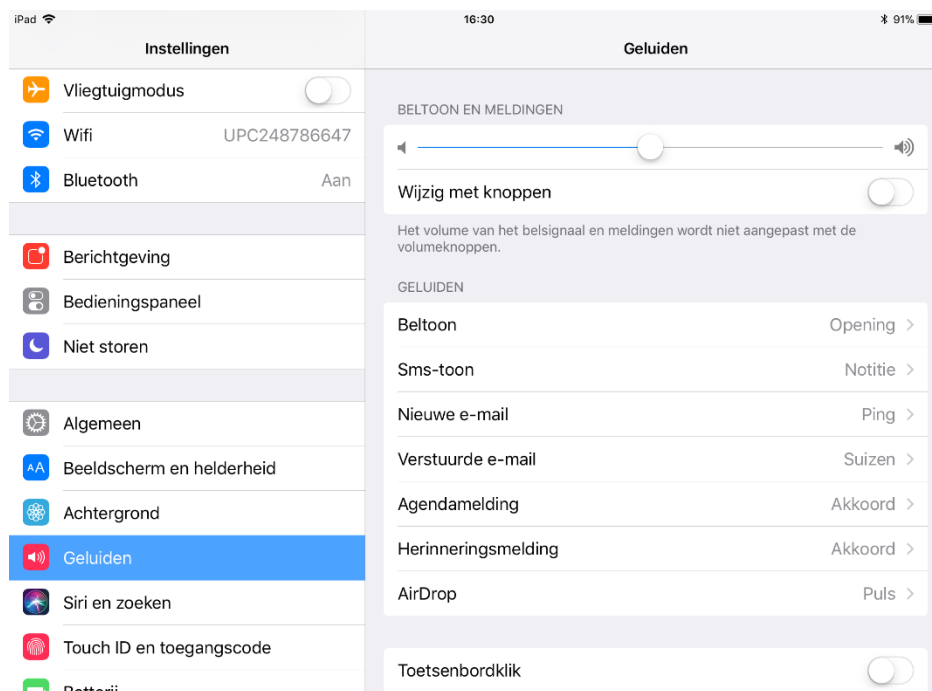 iPad
16:30
91%
Instellingen
Vliegtuigmodus
Wifi UPC248786647
Bluetooth Aan
Berichtgeving
Bedieningspaneel
Niet storen
Algemeen
AA Beeldscherm en helderheid
Achtergrond
Geluiden
Siri en zoeken
Touch ID en toegangscode
Batterij
Geluiden
BELTOON EN MELDINGEN
Wijzig met knoppen
Het volume van het belsignaal en meldingen wordt niet aangepast met de
volumeknoppen.
GELUIDEN
Beltoon Opening
Sms-toon Notitie
Nieuwe e-mail Ping
Verstuurde e-mail Suizen
Agendamelding Akkoord
Herinneringsmelding Akkoord
AirDrop Puls
Toetsenbordklik